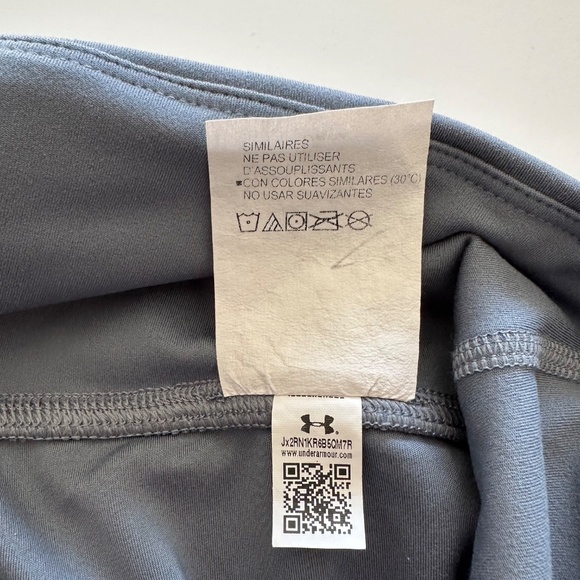 SIMILAIRES
NE PAS UTILISER
D'ASSOUPLISSANTS
CON COLORES SIMILARES (30°C)
NO USAR SUAVIZANTES
Jx2RN1KR6B5QM7R
www.underarmour.com